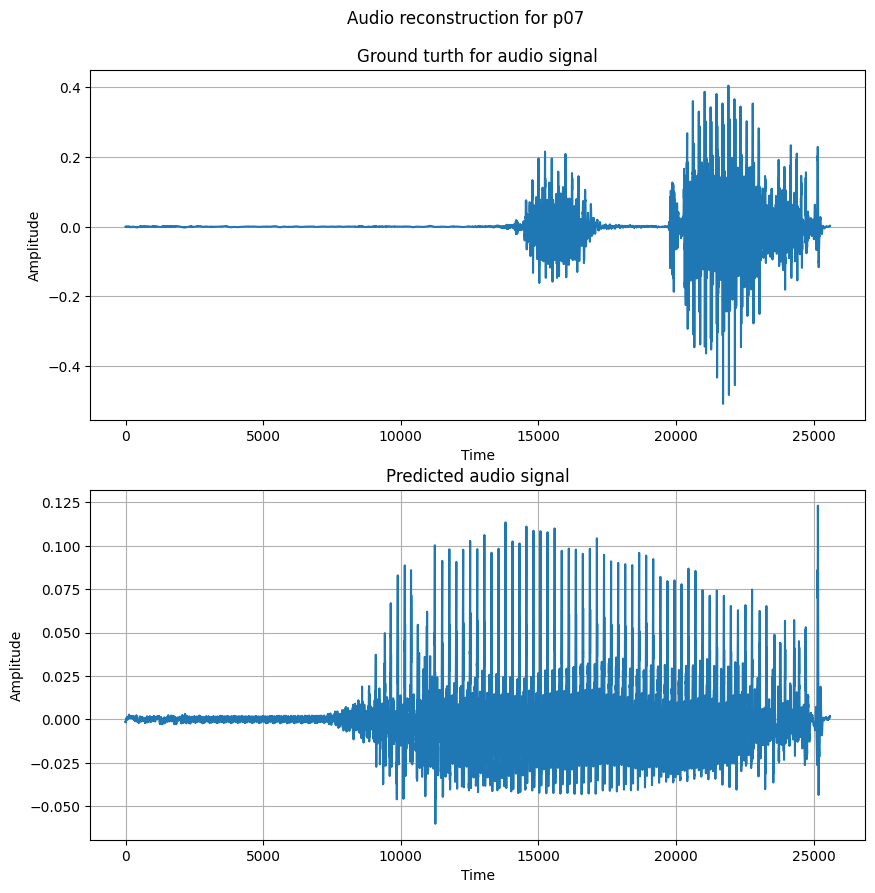 Audio reconstruction for p07
Ground turth for audio signal
0.4
0.2
0.0
−0.2
−0.4
Amplitude
0 5000 10000 15000 20000 25000
Time
Predicted audio signal
0.125
0.100
0.075
0.050
0.025
0.000
−0.025
−0.050
Amplitude
0 5000 10000 15000 20000 25000
Time